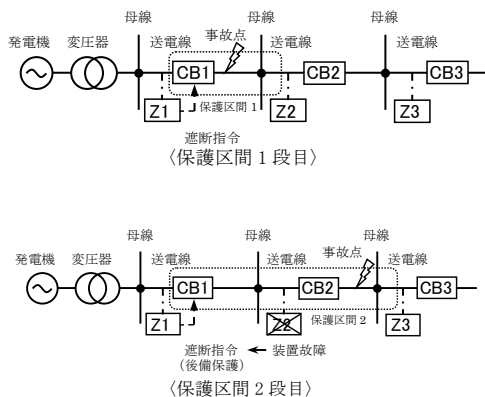 母線 事故点 母線 母線
発電機 変圧器 送電線 送電線 送電線
CB1 CB2 CB3
Z1 保護区間 1 Z2 Z3
遮断指令
〈保護区間 1 段目〉
母線 母線 事故点 母線
発電機 変圧器 送電線 送電線 送電線
CB1 CB2 CB3
Z1 Z2 保護区間 2 Z3
遮断指令 装置故障
(後備保護)
〈保護区間 2 段目〉